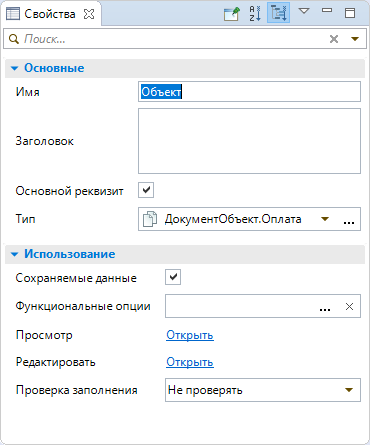 Свойства
Поиск...
Основные
Имя Объект
Заголовок
Основной реквизит
Тип ДокументОбъект.Оплата ...
Использование
Сохраняемые данные
Функциональные опции ...
Просмотр Открыть
Редактировать Открыть
Проверка заполнения Не проверять